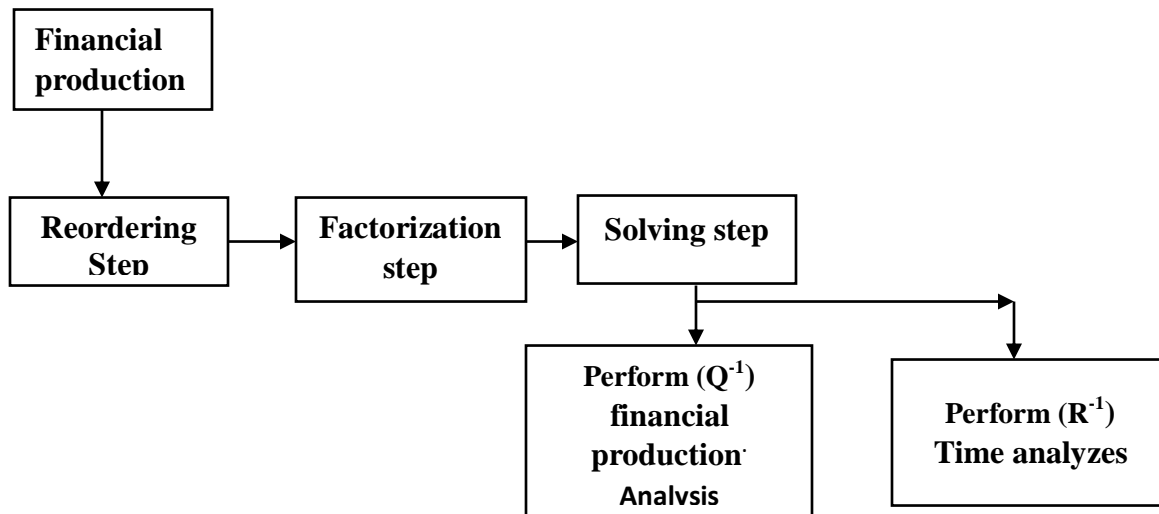 Financial
production
Reordering
Step
Factorization
step
Solving step
Perform (Q⁻¹)
financial
production.
Analysis
Perform (R⁻¹)
Time analyzes